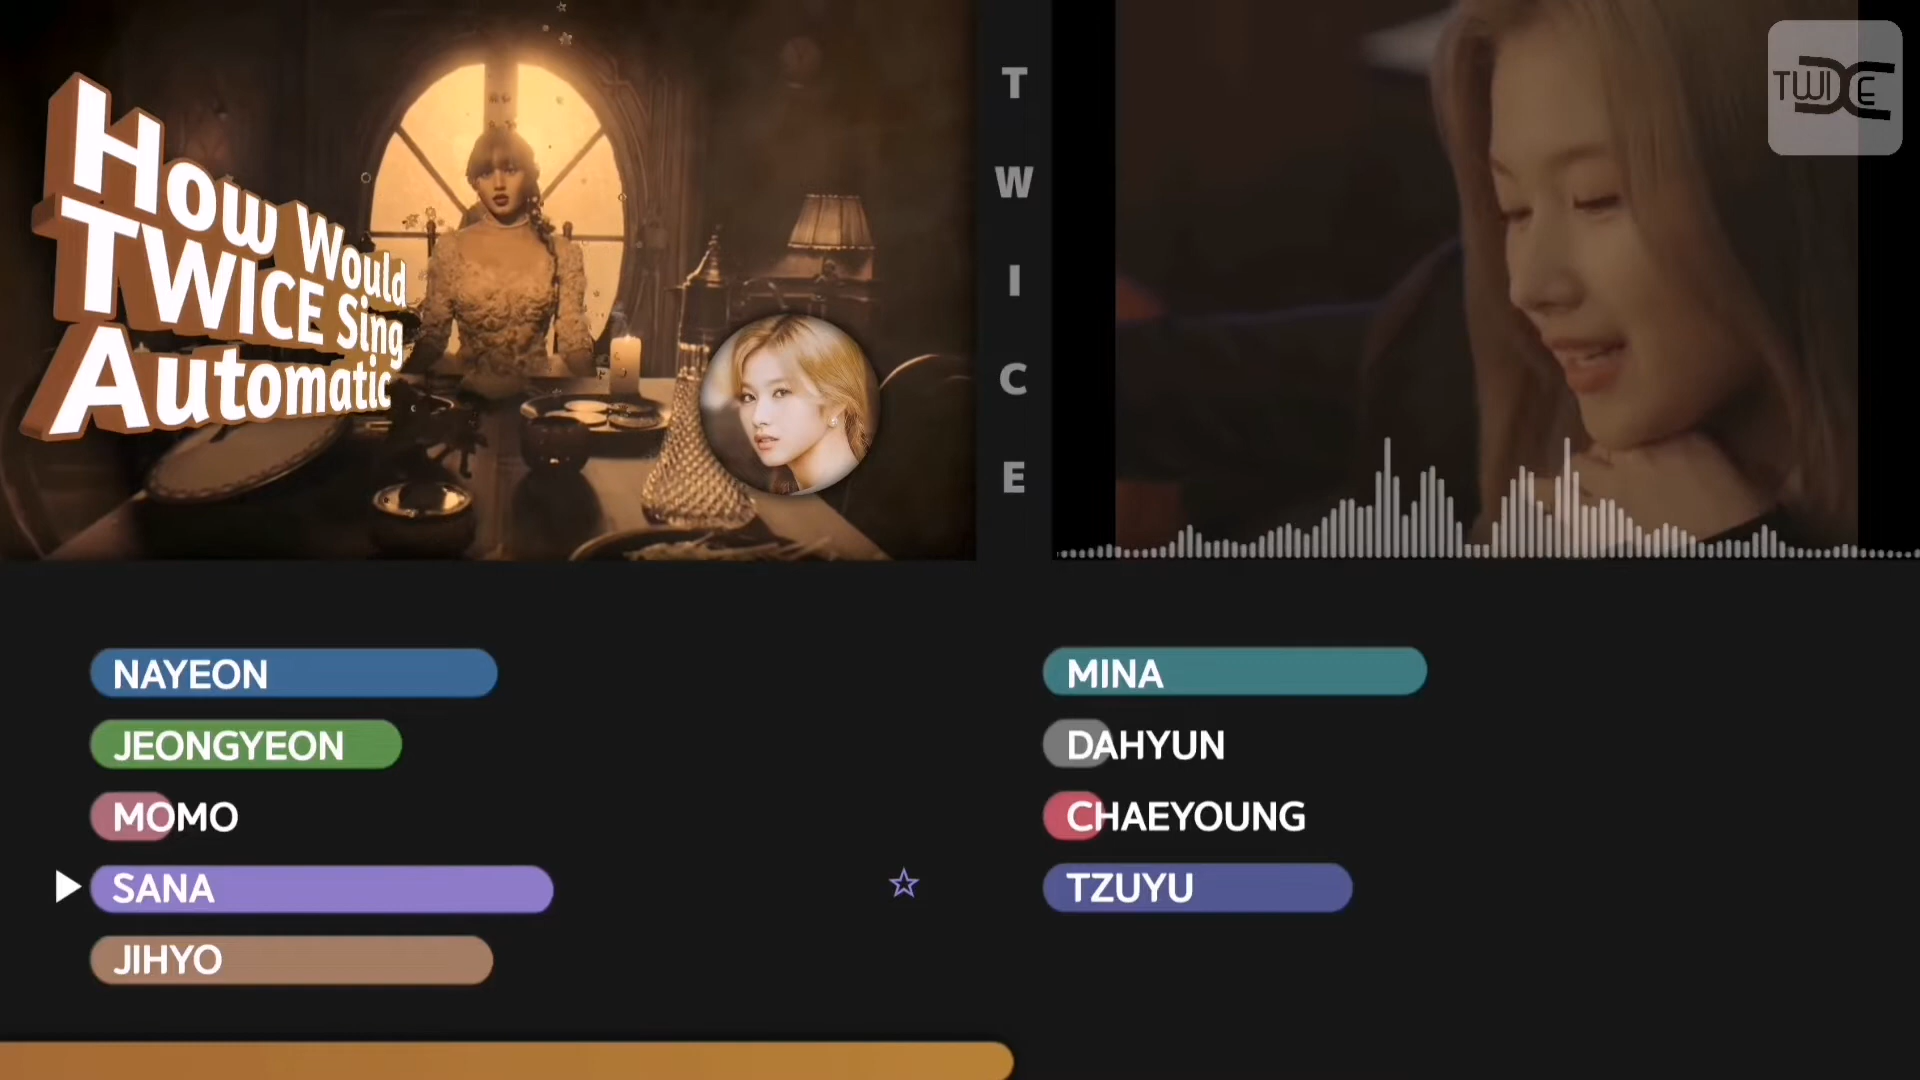 How Would
TWICE Sing
Automatic
T
W
I
C
E
TWICE
NAYEON
JEONGYEON
MOMO
SANA
JIHYO
MINA
DAHYUN
CHAEYOUNG
TZUYU